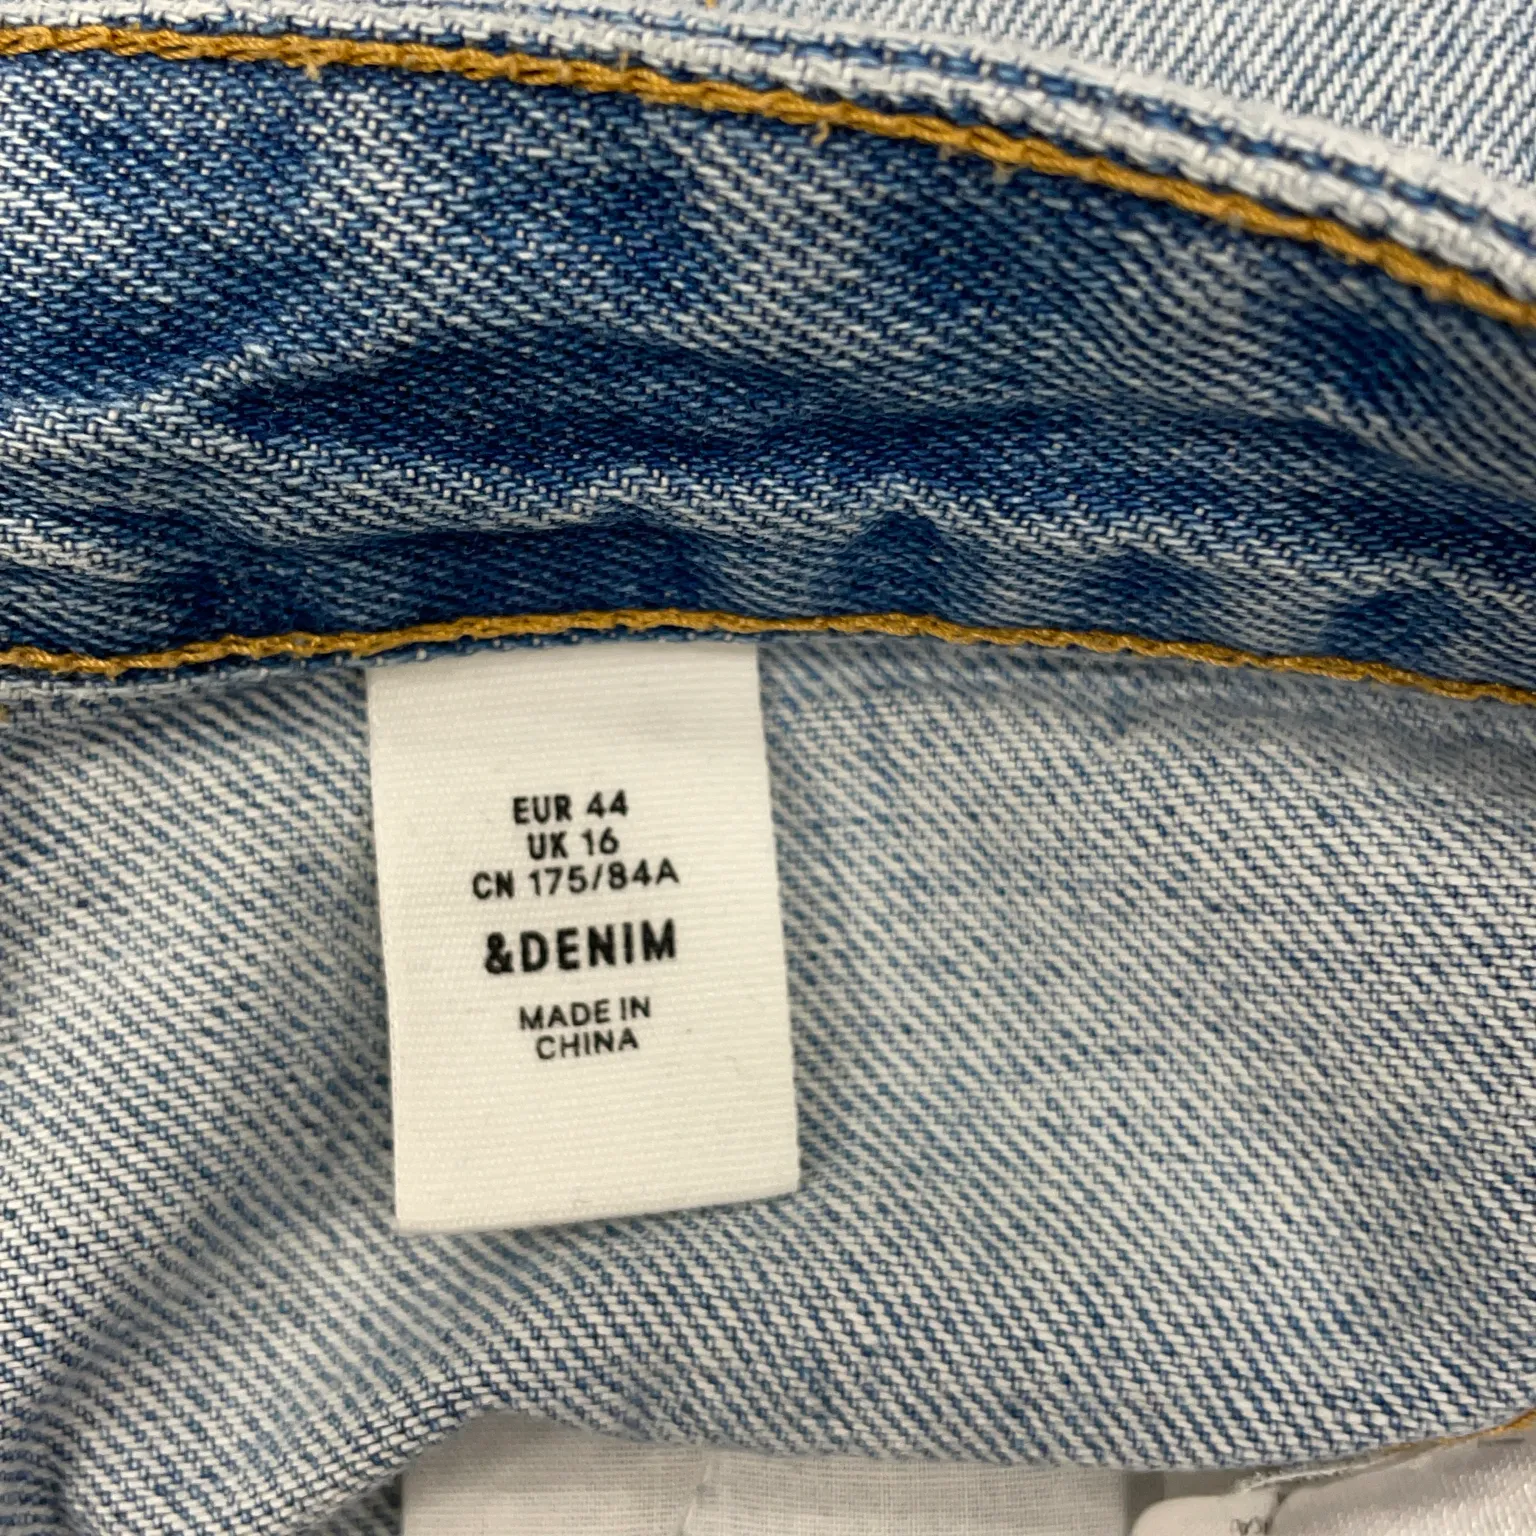 EUR 44
UK 16
CN 175/84A
&DENIM
MADE IN
CHINA